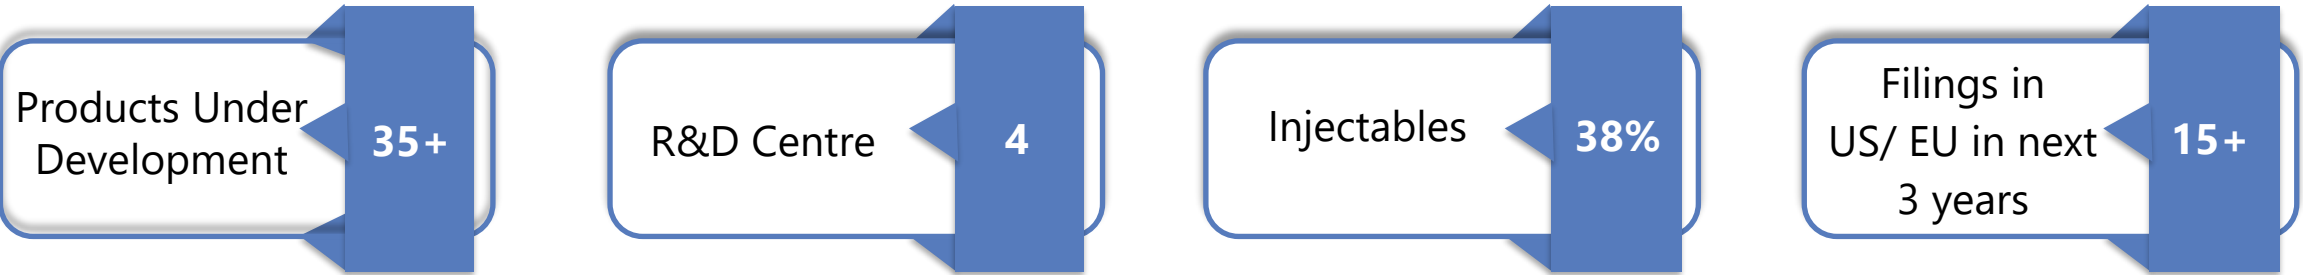 Products Under
Development
35+
R&D Centre
4
Injectables
38%
Filings in
US/ EU in next
3 years
15+